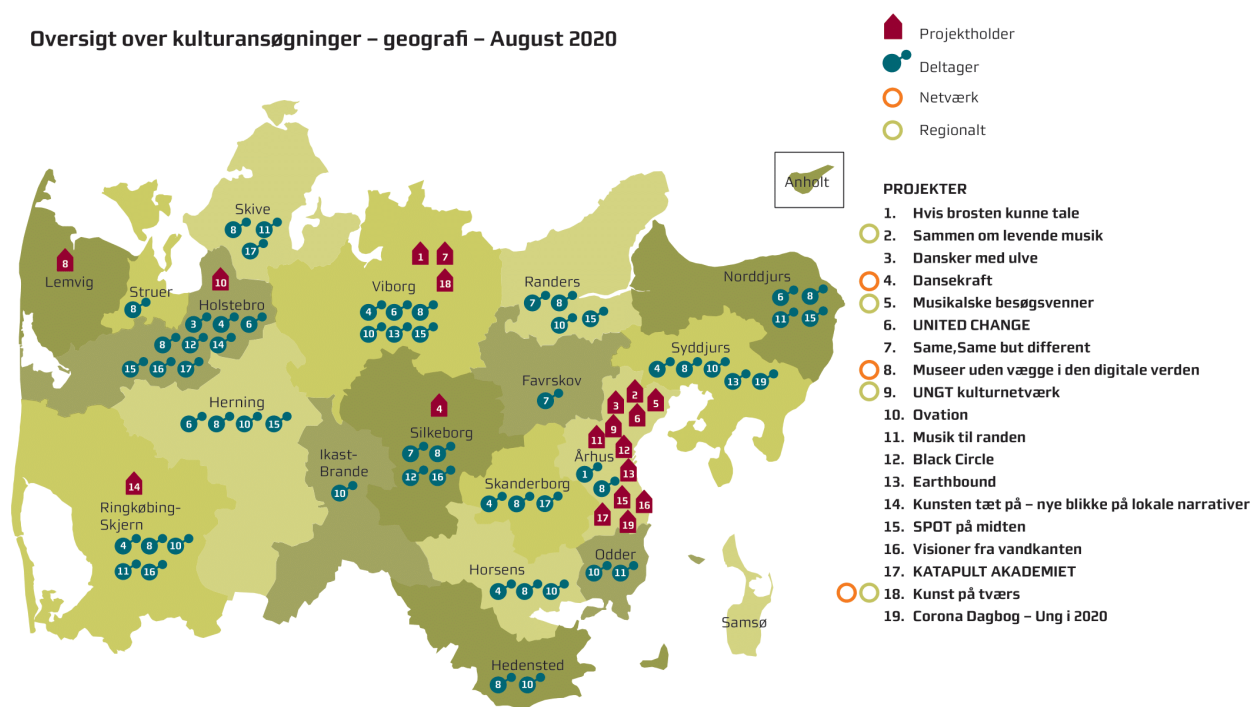 Oversigt over kulturansøgninger – geografi – August 2020
Projektholder
Deltager
Netværk
Regionalt
Anholt
PROJEKTER
1. Hvis brosten kunne tale
2. Sammen om levende musik
3. Dansker med ulve
4. Dansekraft
5. Musikalske besøgsvenner
6. UNITED CHANGE
7. Same,Same but different
8. Museer uden vægge i den digitale verden
9. UNGT kulturnetværk
10. Ovation
11. Musik til randen
12. Black Circle
13. Earthbound
14. Kunsten tæt på – nye blikke på lokale narrativer
15. SPOT på midten
16. Visioner fra vandkanten
17. KATAPULT AKADEMIET
18. Kunst på tværs
19. Corona Dagbog – Ung i 2020
Skive
8 11
17
8
Lemvig
Struer
8
10
Holstebro
3 4 6
8 12 14
15 16 17
1 7
18
Viborg
4 6 8
10 13 15
Randers
7 8
10 15
Norddjurs
6 8
11 15
Syddjurs
4 8 10
13 19
Favrskov
7
Herning
6 8 10 15
4
Silkeborg
7 8
12 16
Ikast-
Brande
10
2
3 5
6
9
11
12
Århus
1
13
8
15
16
17
19
Skanderborg
4 8 17
14
Ringkøbing-
Skjern
4 8 10
11 16
Odder
10 11
Horsens
4 8 10
Samsø
Hedensted
8 10